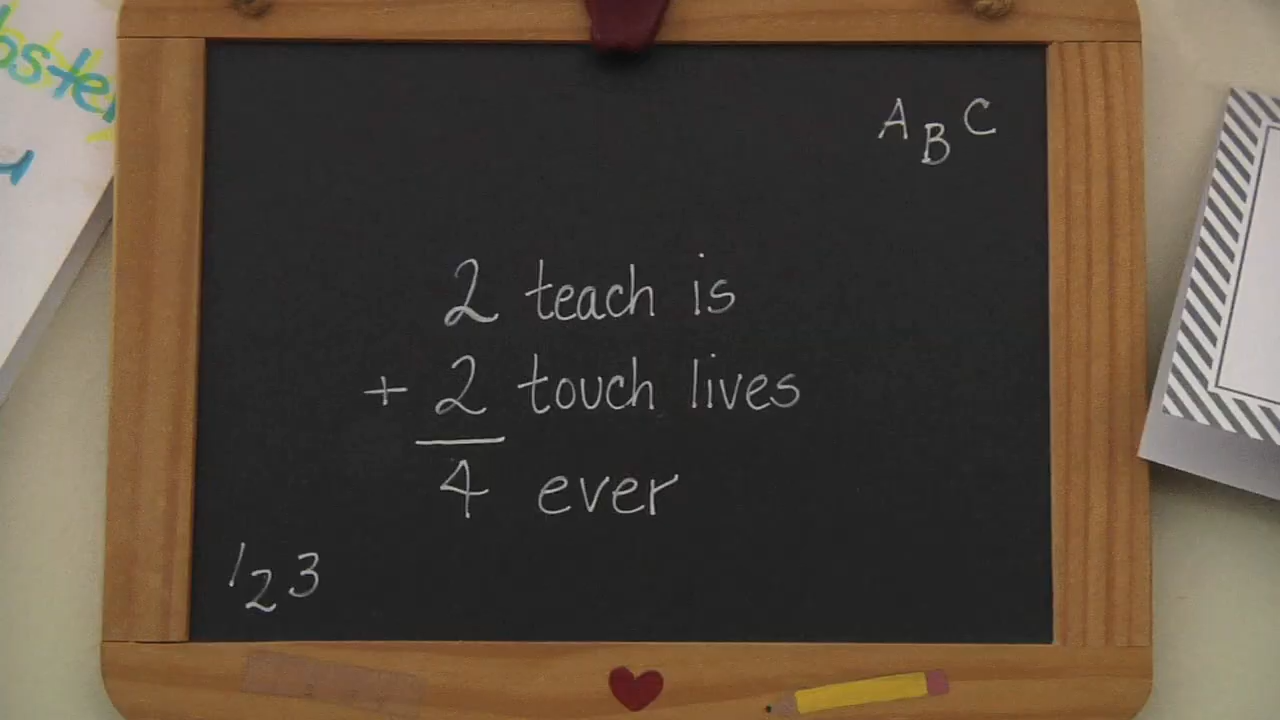 A B C
2 teach is
+ 2 touch lives
4 ever
1 2 3